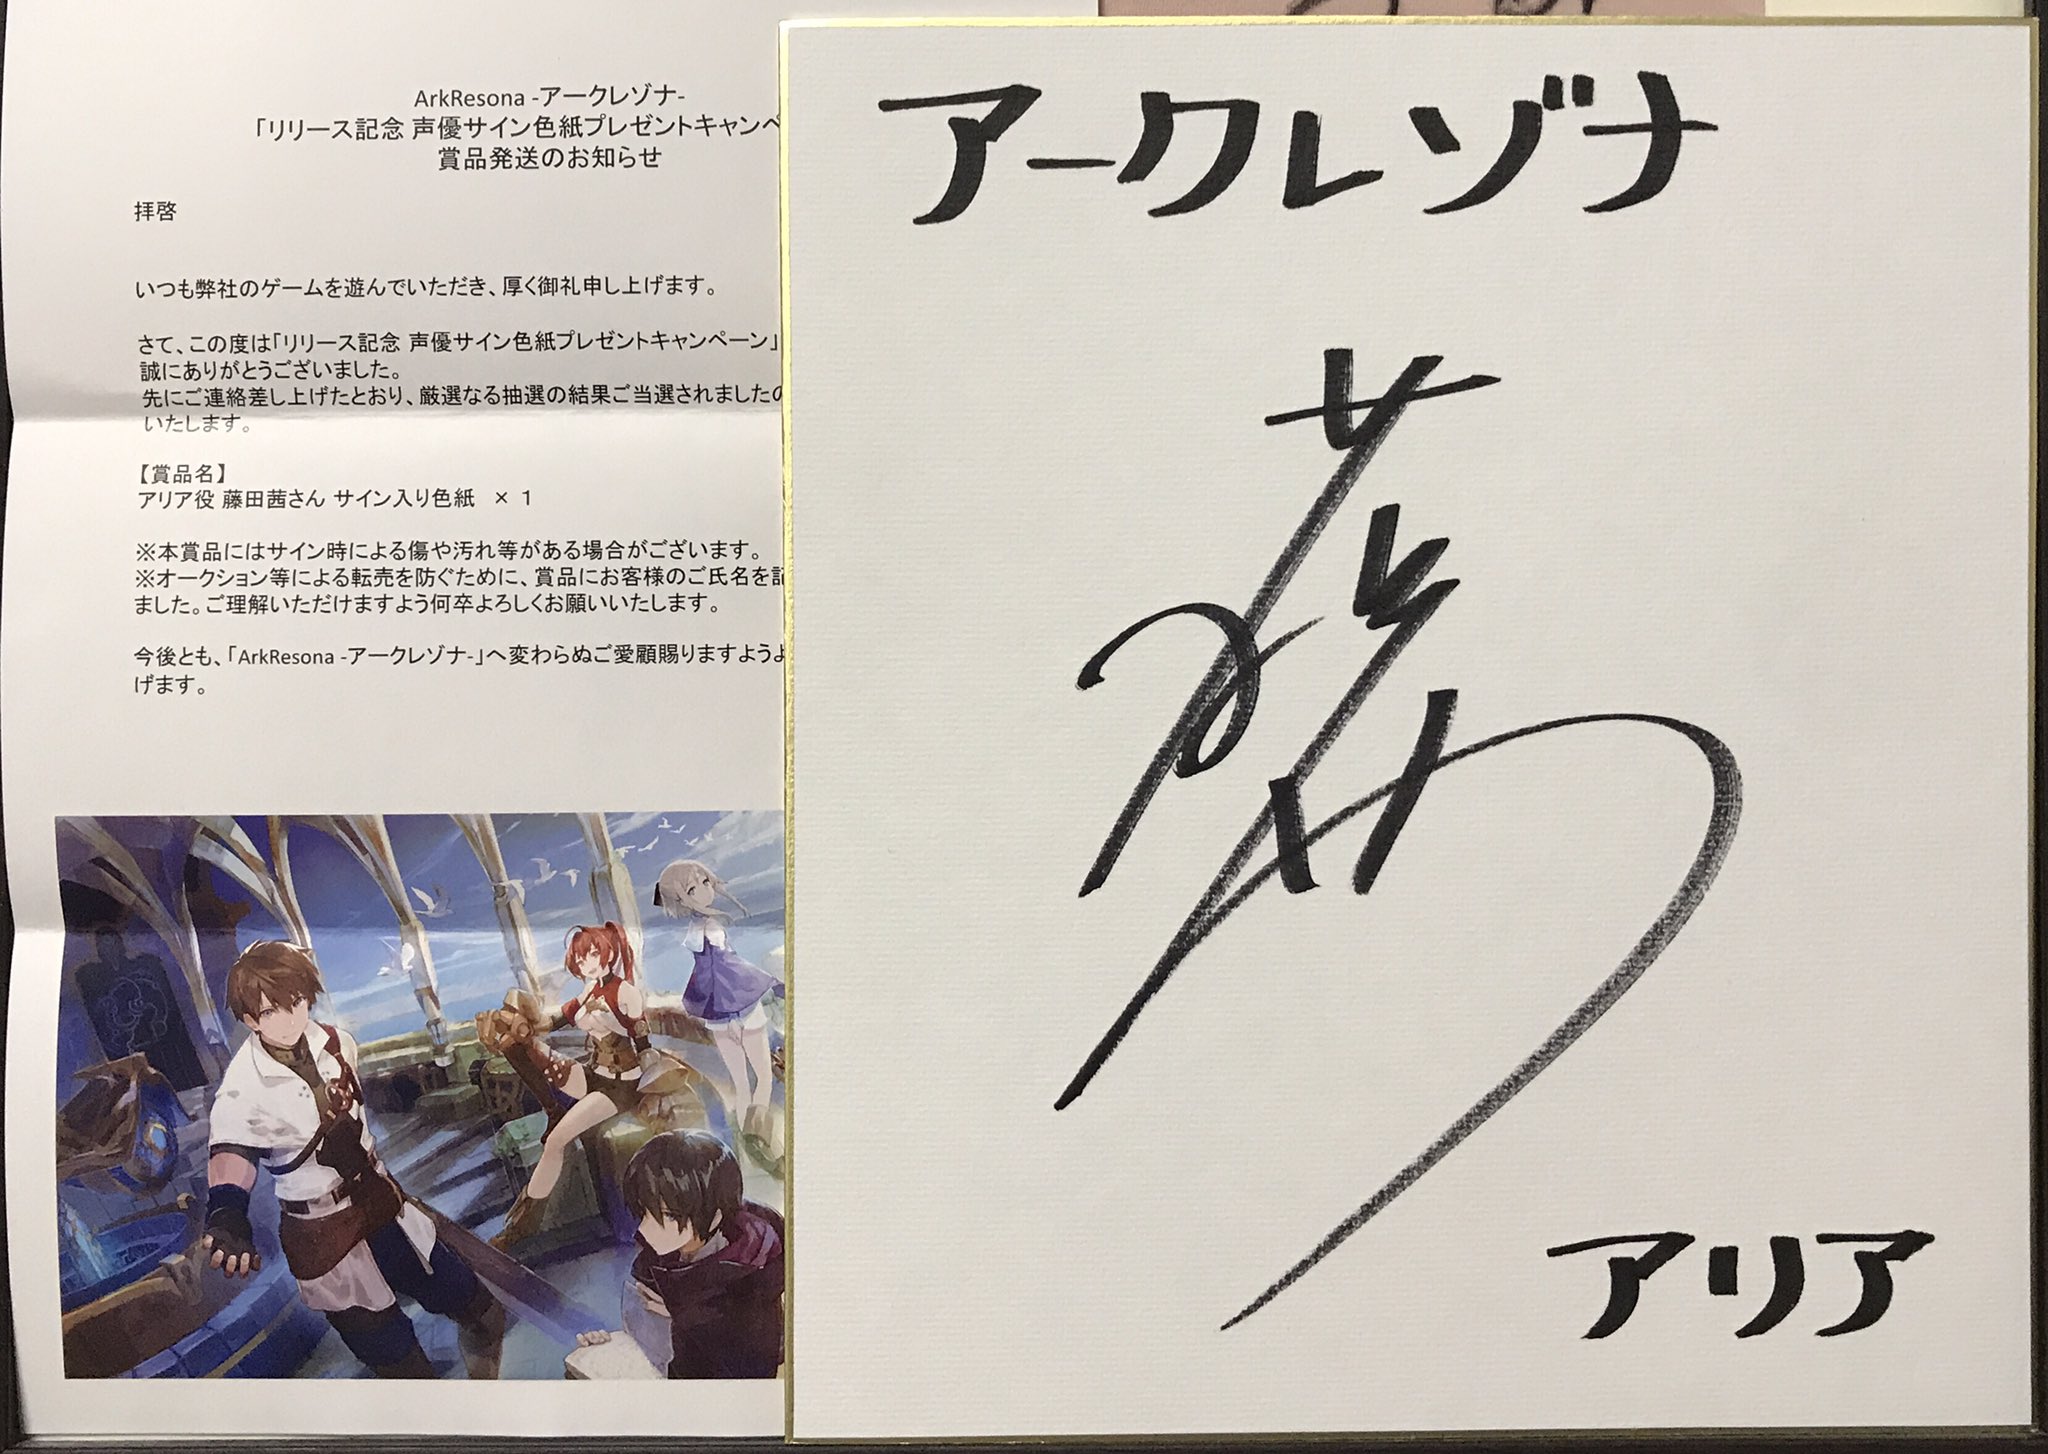 ArkResona -アークレゾナ-
「リリース記念 声優サイン色紙プレゼントキャンペ
賞品発送のお知らせ
拝啓
いつも弊社のゲームを遊んでいただき、厚く御礼申し上げます。
さて、この度は「リリース記念 声優サイン色紙プレゼントキャンペーン」
誠にありがとうございました。
先にご連絡差し上げたとおり、厳選なる抽選の結果ご当選されましたの
いたします。
【賞品名】
アリア役 藤田茜さん サイン入り色紙 × 1
※本賞品にはサイン時による傷や汚れ等がある場合がございます。
※オークション等による転売を防ぐために、賞品にお客様のご氏名を記
ました。ご理解いただけますよう何卒よろしくお願いいたします。
今後とも、「ArkResona -アークレゾナ-」へ変わらぬご愛顧賜りますようよ
げます。
アークレゾナ
アリア